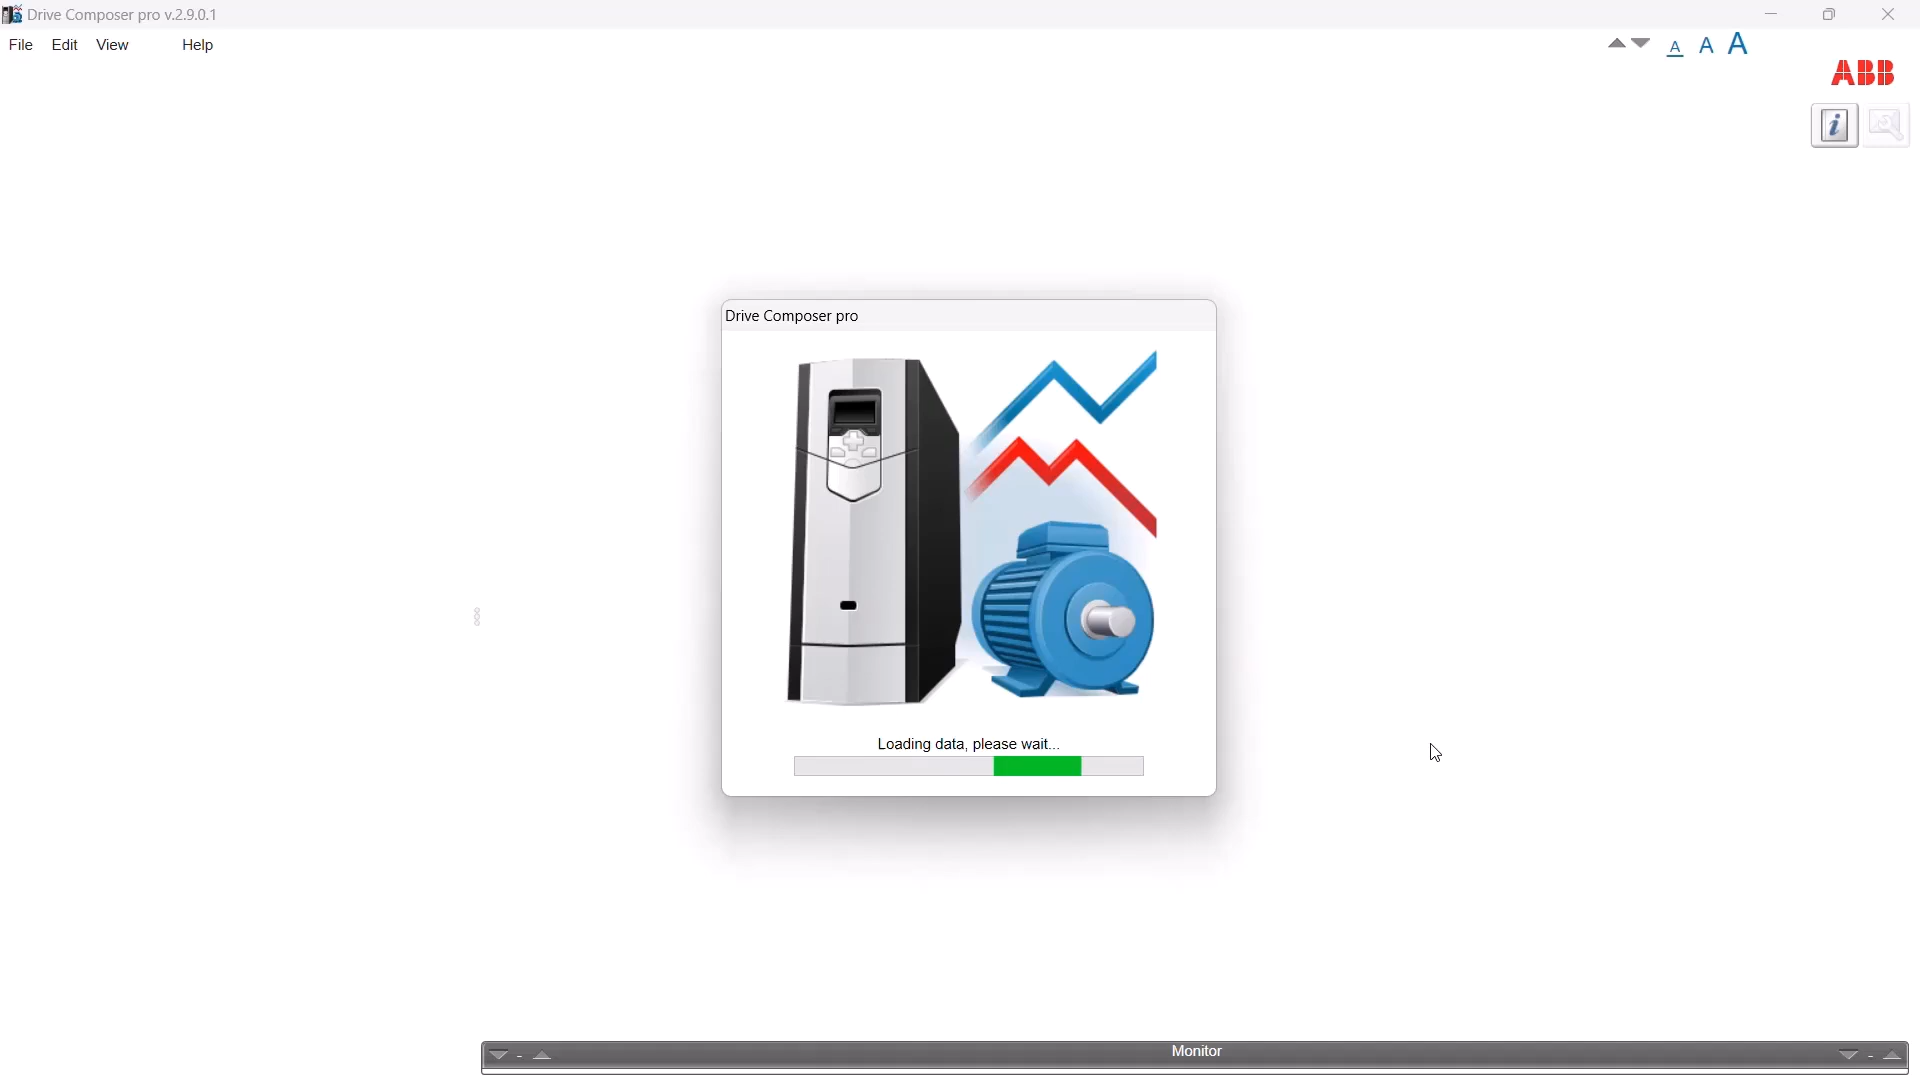 Drive Composer pro v.2.9.0.1
File Edit View Help
A A A
ABB
i
Drive Composer pro
Loading data, please wait...
- Monitor -